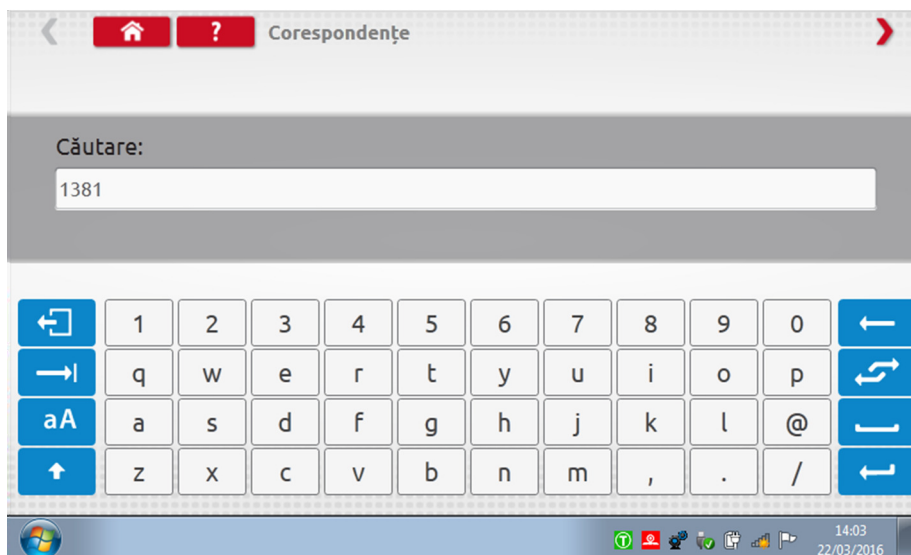 ? Corespondențe
Căutare:
1381
1 2 3 4 5 6 7 8 9 0
q w e r t y u i o p
aA a s d f g h j k l @
z x c v b n m , . /
14:03
22/03/2016